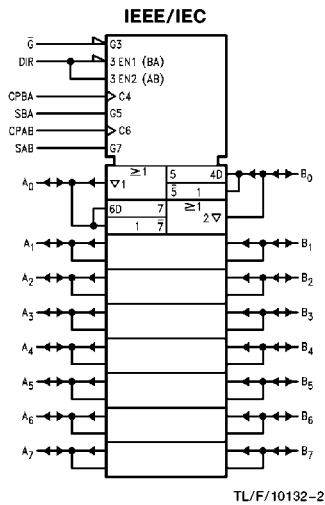 IEEE/IEC
G̅ G3
DIR 3 EN1 (BA)
3 EN2 (AB)
CPBA C4
SBA G5
CPAB C6
SAB G7
A0 ▽1 ≥1 5 4D B0
5̅ 1
6D 7 ≥1
1 7̅ 2▽
A1 B1
A2 B2
A3 B3
A4 B4
A5 B5
A6 B6
A7 B7
TL/F/10132-2